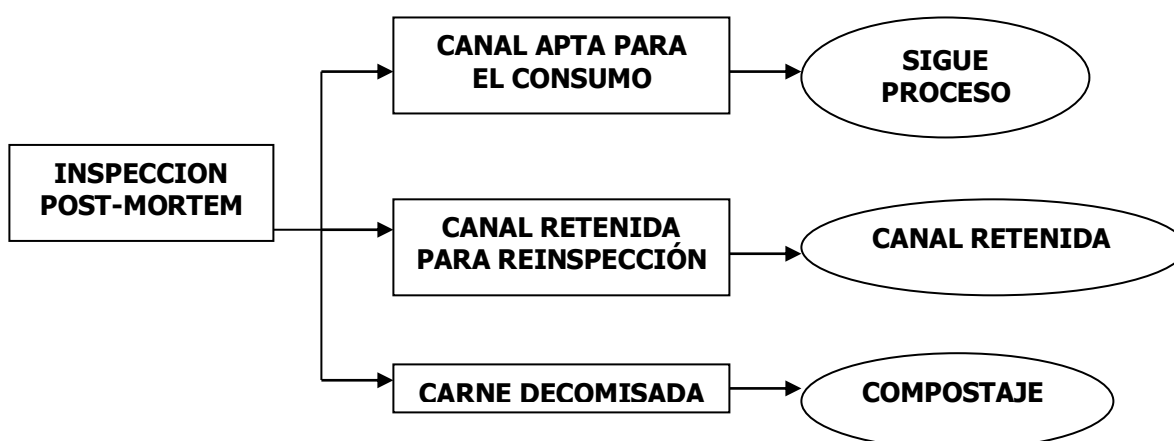 CANAL APTA PARA
EL CONSUMO
SIGUE
PROCESO
INSPECCION
POST-MORTEM
CANAL RETENIDA
PARA REINSPECCIÓN
CANAL RETENIDA
CARNE DECOMISADA
COMPOSTAJE